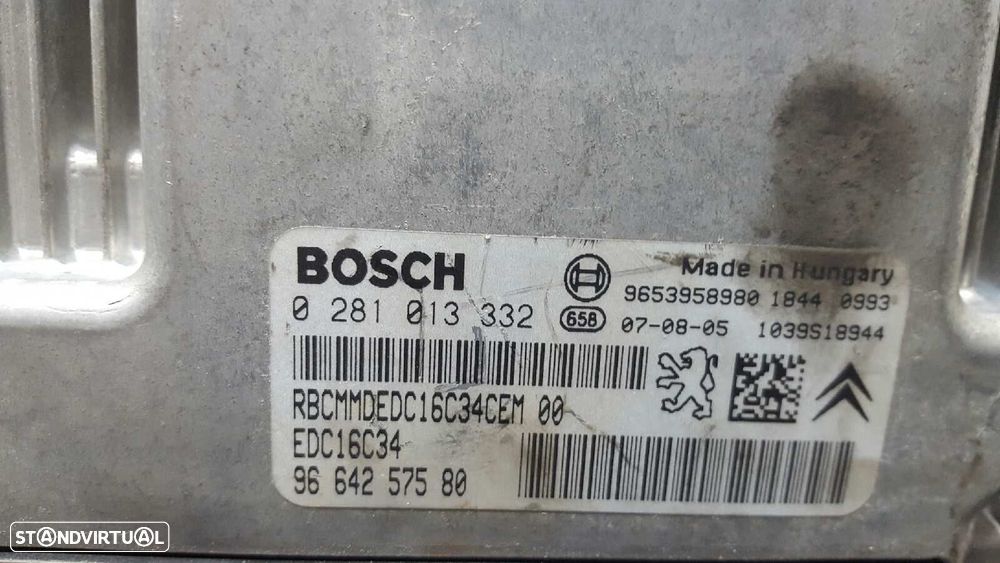 BOSCH
Made in Hungary
0 281 013 332
9653958980 1844 0993
658 07-08-05 1039S18944
RBCMMDEDC16C34CEM 00
EDC16C34
96 642 575 80
STANDVIRTUAL